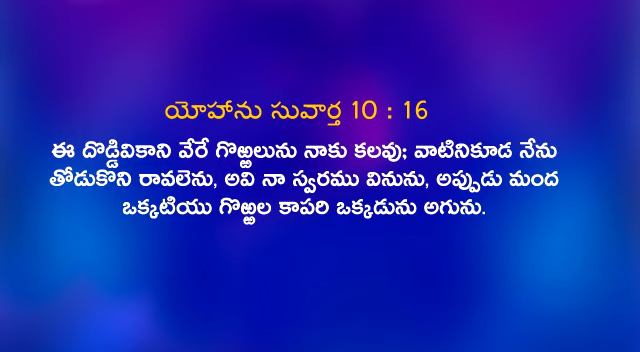 యోహాను సువార్త 10 : 16
ఈ దొడ్డివికాని వేరే గొఱ్ఱెలును నాకు కలవు; వాటినికూడ నేను
తోడుకొని రావలెను, అవి నా స్వరము వినును, అప్పుడు మంద
ఒక్కటియు గొఱ్ఱెల కాపరి ఒక్కడును అగును.